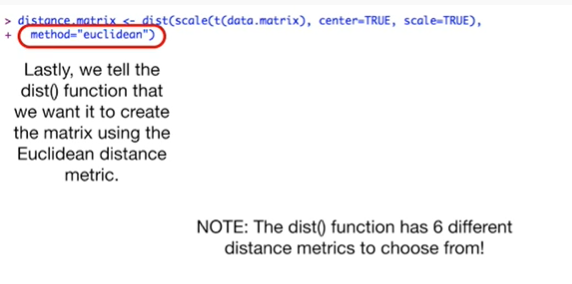 > distance.matrix <- dist(scale(t(data.matrix), center=TRUE, scale=TRUE),
+ method="euclidean")
Lastly, we tell the
dist() function that
we want it to create
the matrix using the
Euclidean distance
metric.
NOTE: The dist() function has 6 different
distance metrics to choose from!